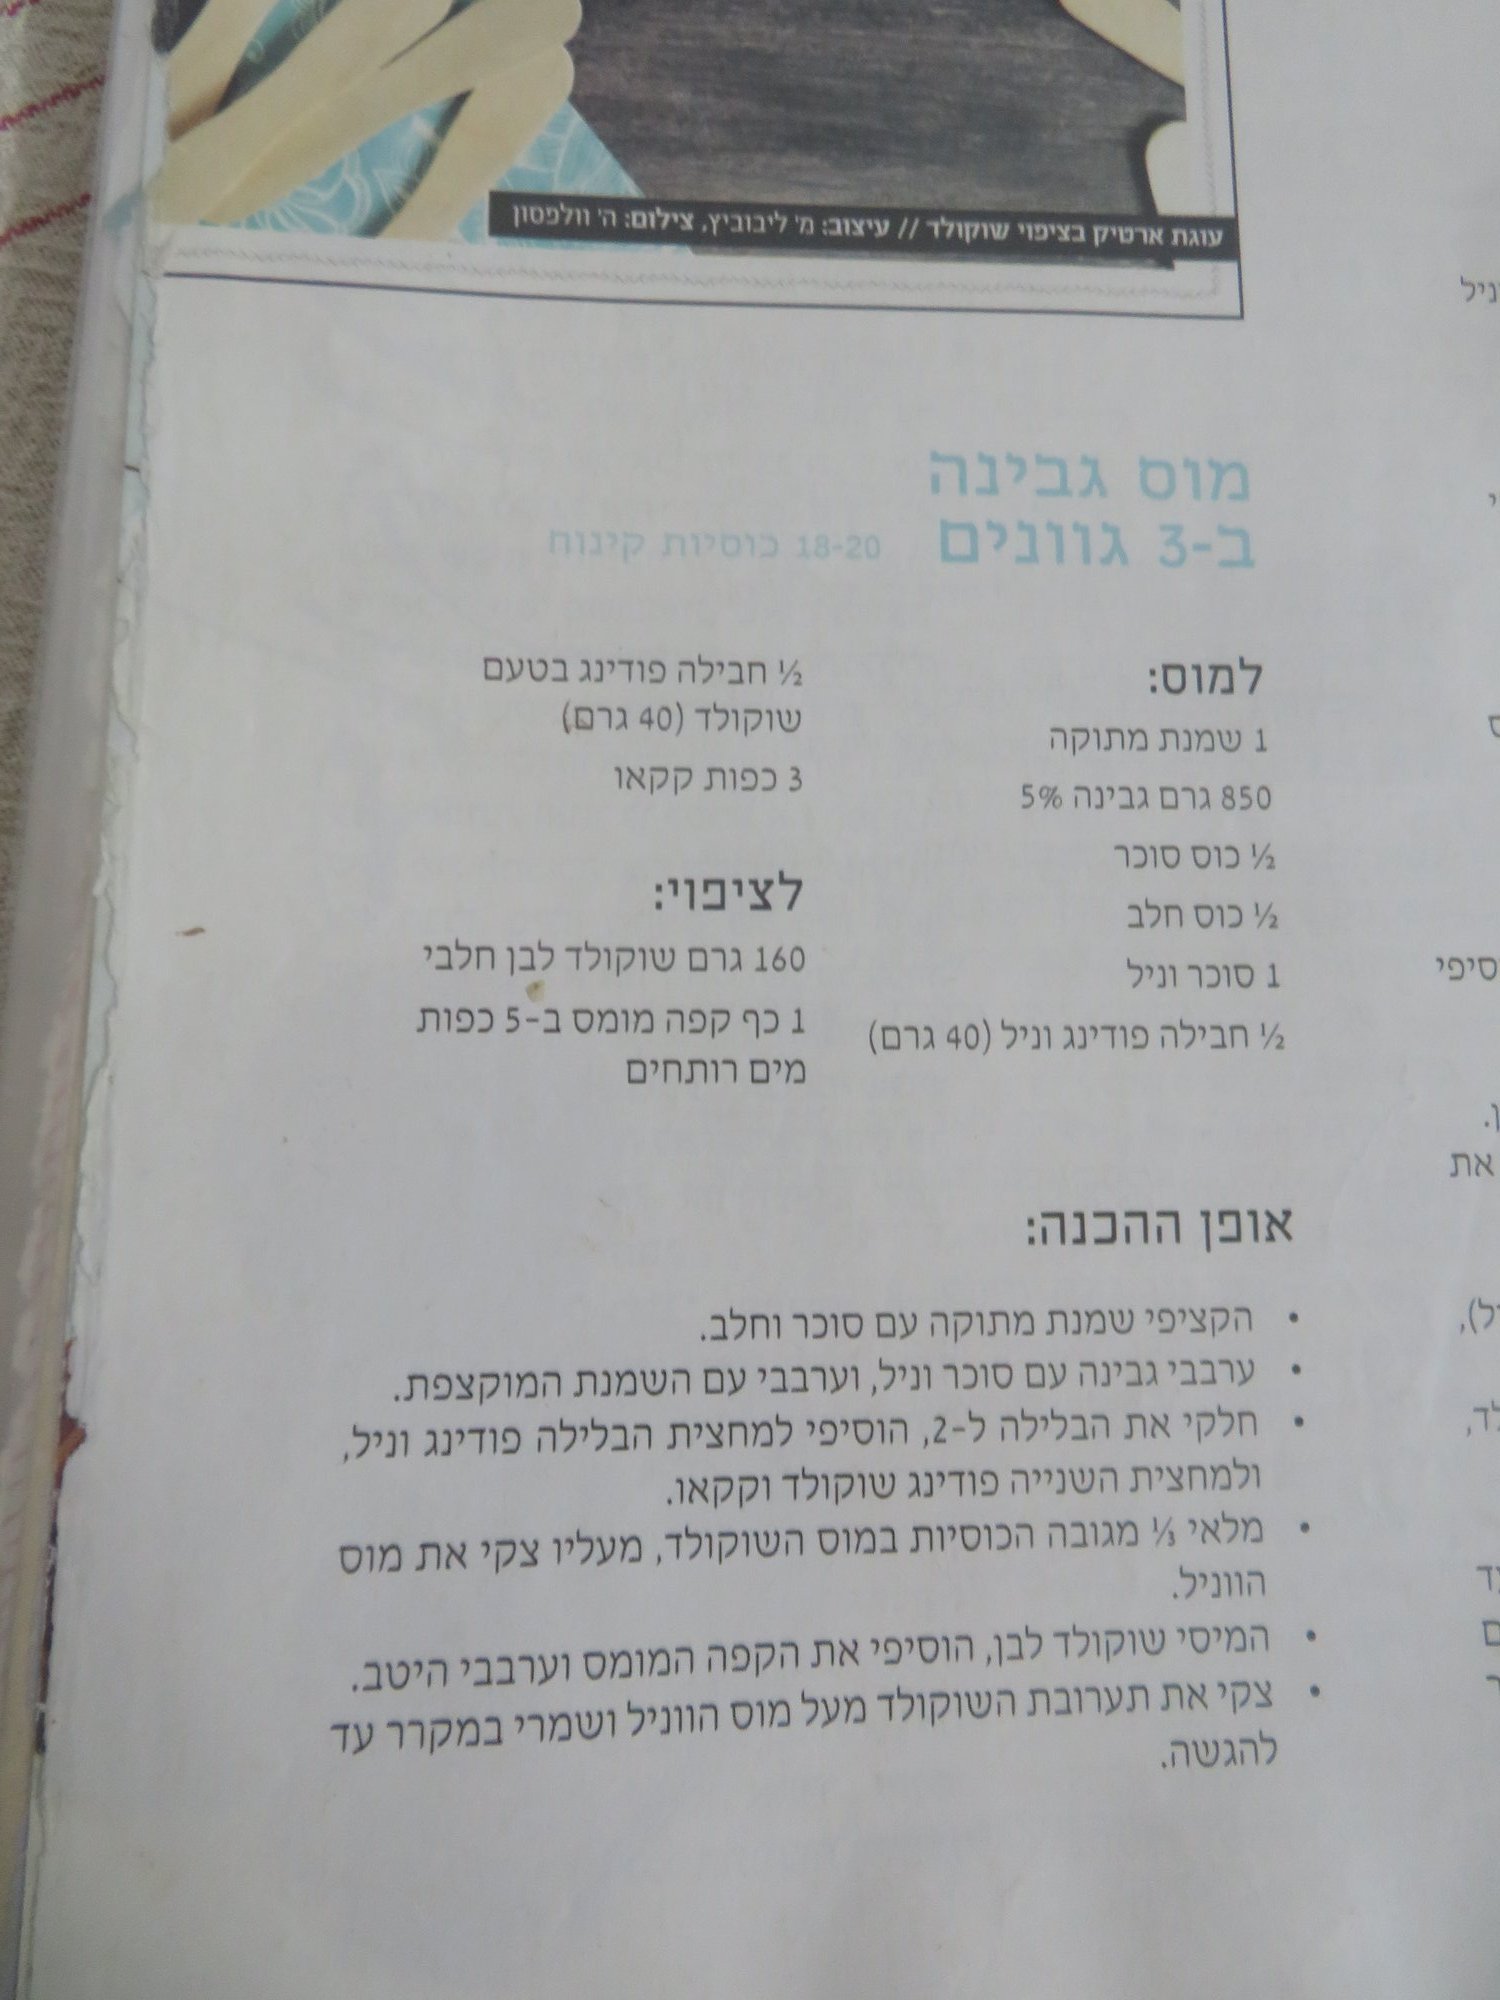 עוגת ארטיק בציפוי שוקולד // עיצוב: מ' ליבוביץ, צילום: ה' וולפסון
מוס גבינה
ב-3 גוונים 18-20 כוסיות קינוח
למוס:
1 שמנת מתוקה
850 גרם גבינה 5%
½ כוס סוכר
½ כוס חלב
1 סוכר וניל
½ חבילה פודינג וניל (40 גרם)
½ חבילה פודינג בטעם
שוקולד (40 גרם)
3 כפות קקאו
לציפוי:
160 גרם שוקולד לבן חלבי
1 כף קפה מומס ב-5 כפות
מים רותחים
אופן ההכנה:
• הקציפי שמנת מתוקה עם סוכר וחלב.
• ערבבי גבינה עם סוכר וניל, וערבבי עם השמנת המוקצפת.
• חלקי את הבלילה ל-2, הוסיפי למחצית הבלילה פודינג וניל,
ולמחצית השנייה פודינג שוקולד וקקאו.
• מלאי ⅓ מגובה הכוסיות במוס השוקולד, מעליו צקי את מוס
הווניל.
• המיסי שוקולד לבן, הוסיפי את הקפה המומס וערבבי היטב.
• צקי את תערובת השוקולד מעל מוס הווניל ושמרי במקרר עד
להגשה.
את